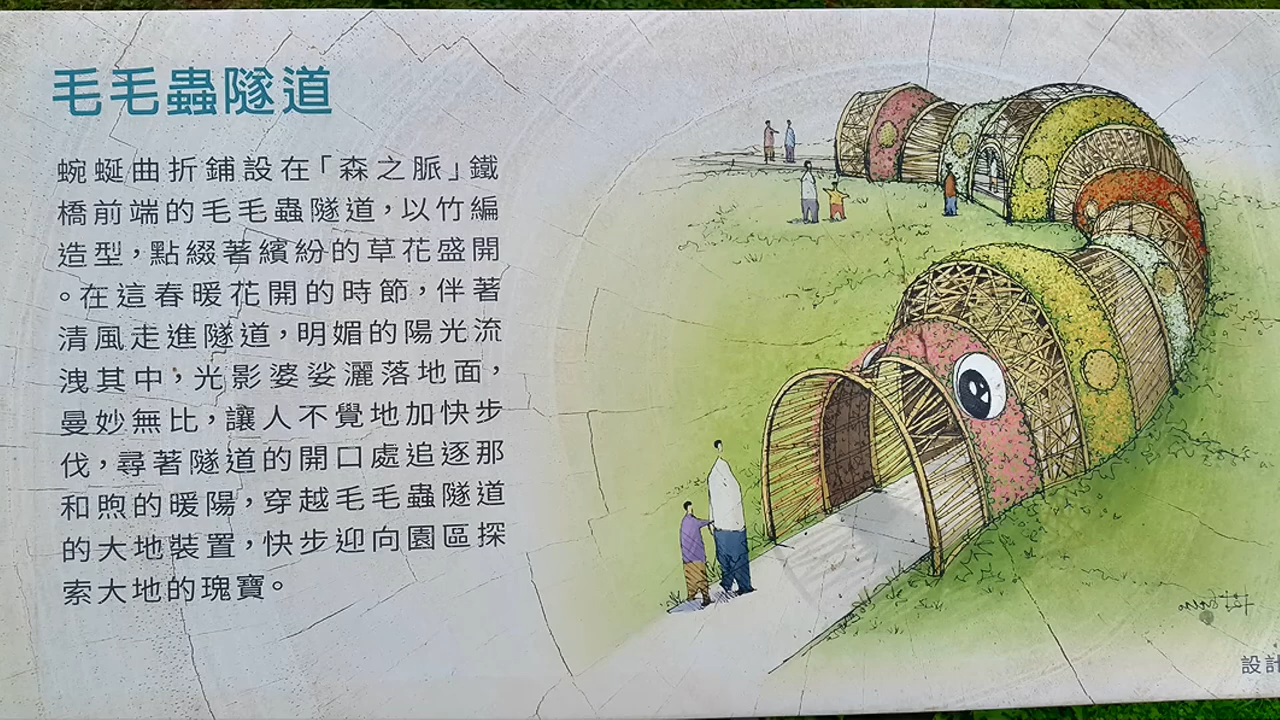 毛毛蟲隧道
蜿蜒曲折鋪設在「森之脈」鐵
橋前端的毛毛蟲隧道,以竹編
造型,點綴著繽紛的草花盛開
。在這春暖花開的時節,伴著
清風走進隧道,明媚的陽光流
洩其中,光影婆娑灑落地面,
曼妙無比,讓人不覺地加快步
伐,尋著隧道的開口處追逐那
和煦的暖陽,穿越毛毛蟲隧道
的大地裝置,快步迎向園區探
索大地的瑰寶。
設計